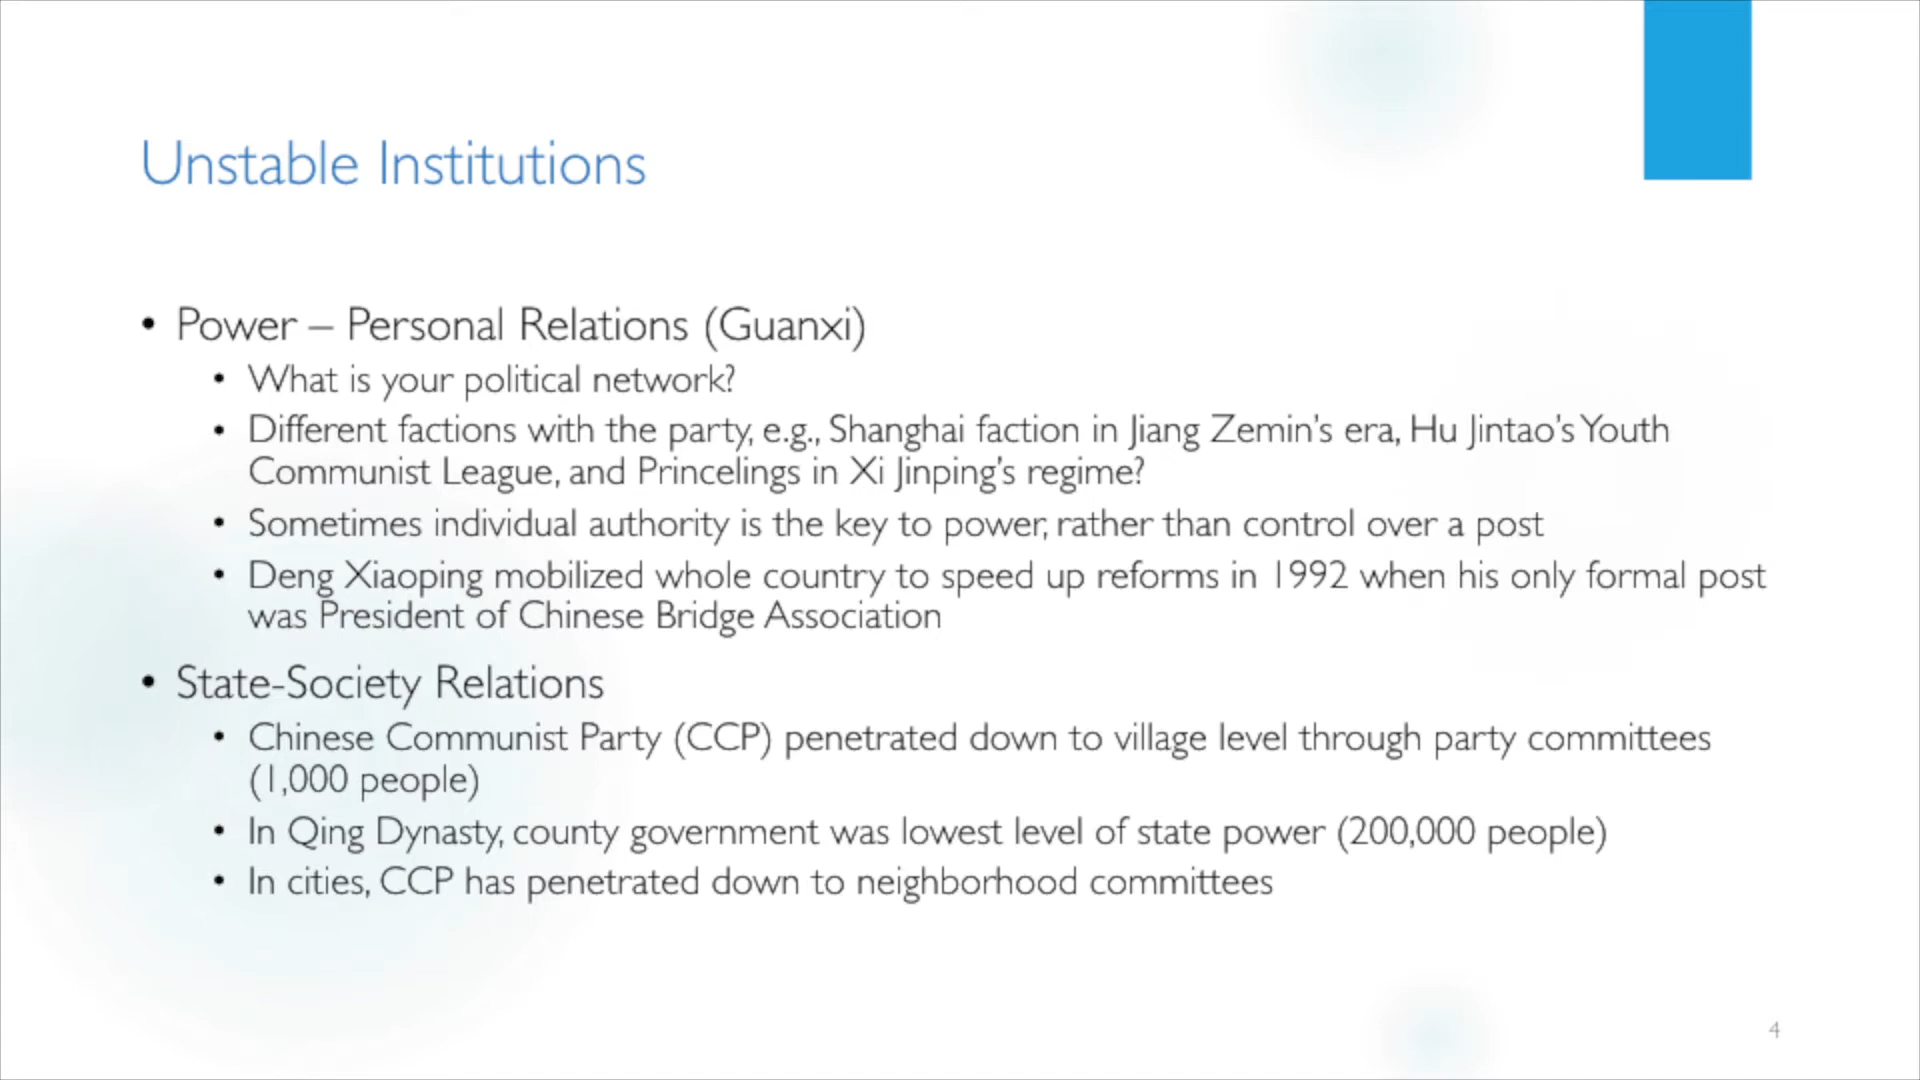 Unstable Institutions
• Power – Personal Relations (Guanxi)
• What is your political network?
• Different factions with the party, e.g., Shanghai faction in Jiang Zemin's era, Hu Jintao's Youth
Communist League, and Princelings in Xi Jinping's regime?
• Sometimes individual authority is the key to power, rather than control over a post
• Deng Xiaoping mobilized whole country to speed up reforms in 1992 when his only formal post
was President of Chinese Bridge Association
• State-Society Relations
• Chinese Communist Party (CCP) penetrated down to village level through party committees
(1,000 people)
• In Qing Dynasty, county government was lowest level of state power (200,000 people)
• In cities, CCP has penetrated down to neighborhood committees
4